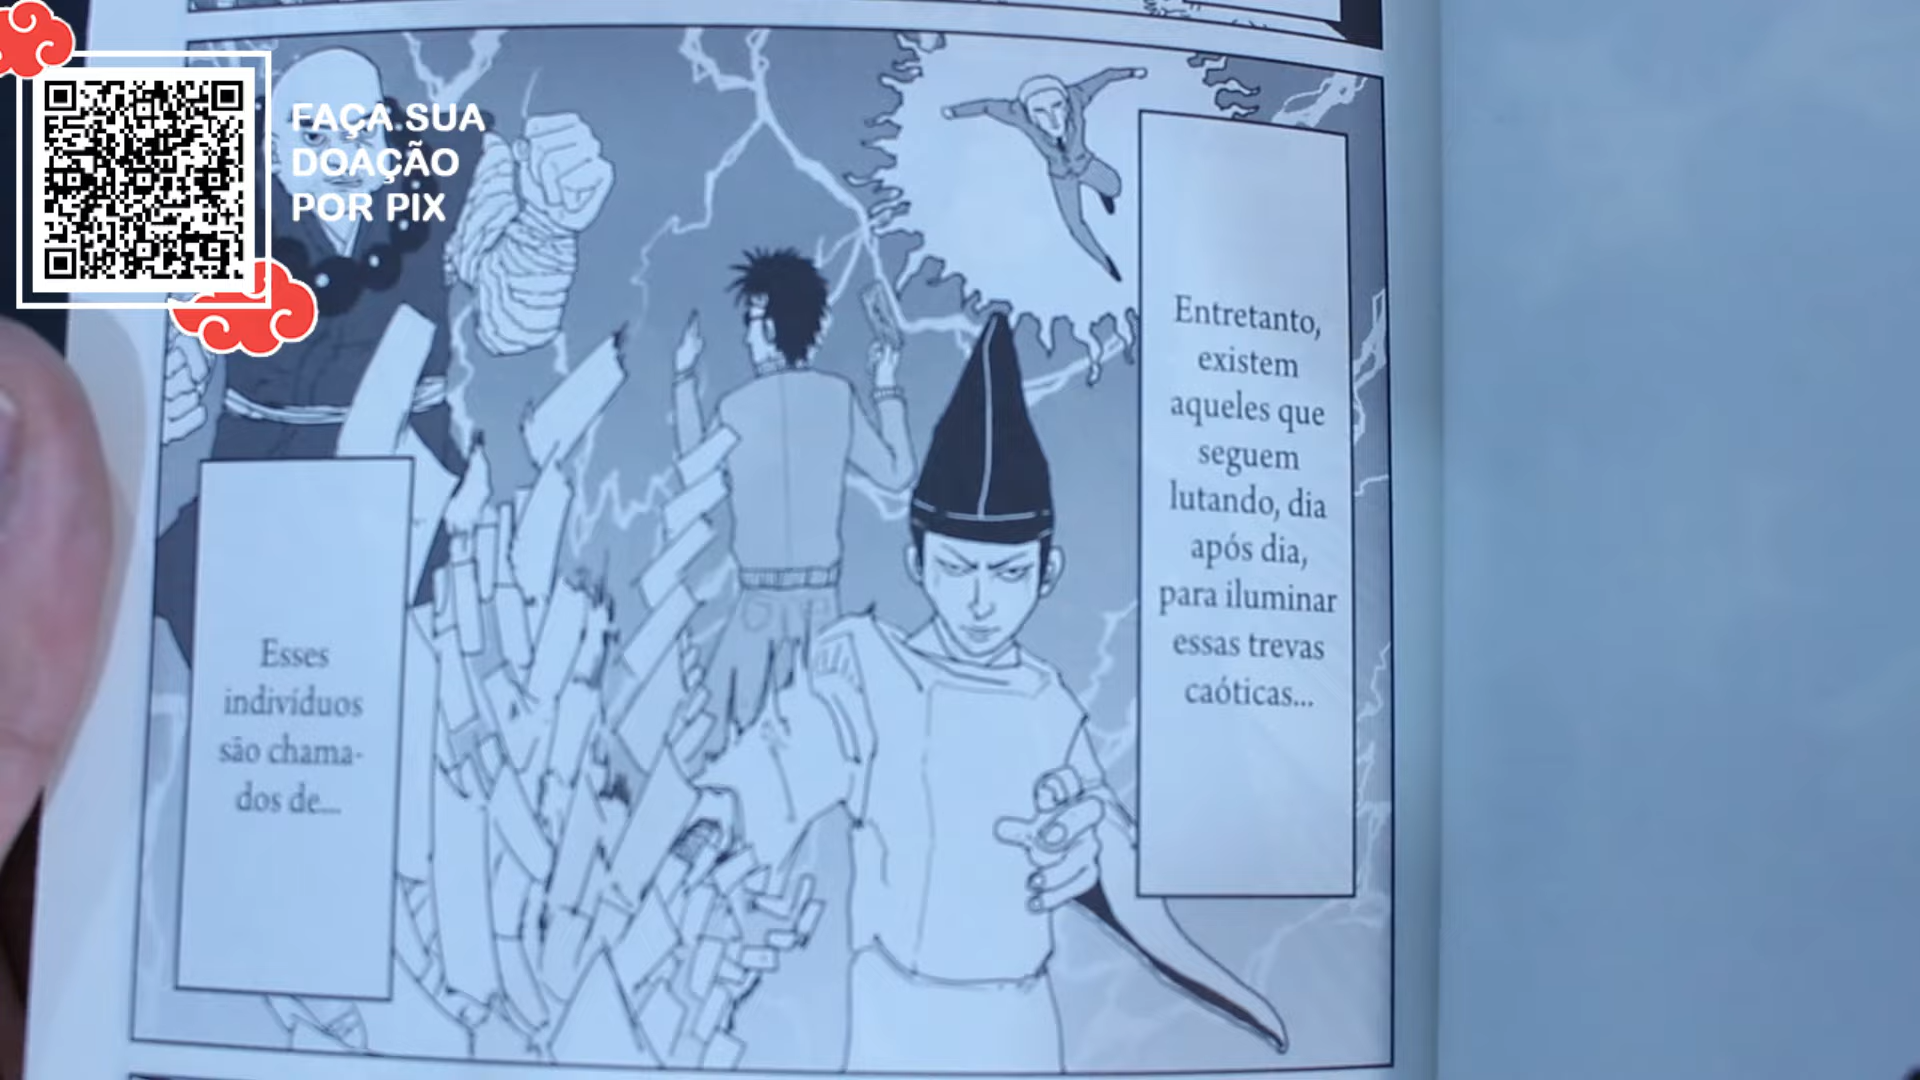 FAÇA SUA
DOAÇÃO
POR PIX
Entretanto,
existem
aqueles que
seguem
lutando, dia
após dia,
para iluminar
essas trevas
caóticas...
Esses
indivíduos
são chama-
dos de...